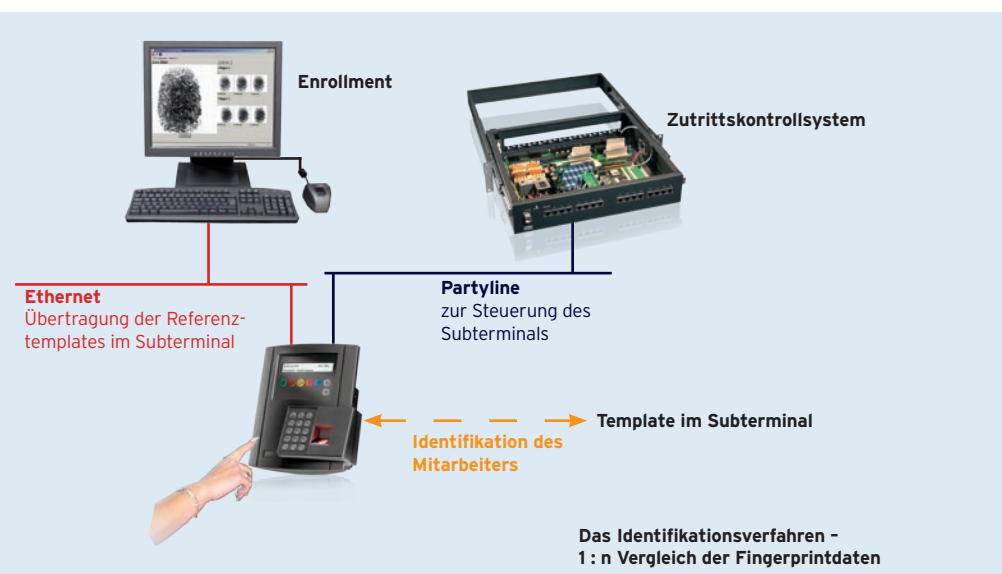 Enrollment
Zutrittskontrollsystem
Ethernet
Übertragung der Referenz-
templates im Subterminal
Partyline
zur Steuerung des
Subterminals
Template im Subterminal
Identifikation des
Mitarbeiters
Das Identifikationsverfahren –
1 : n Vergleich der Fingerprintdaten